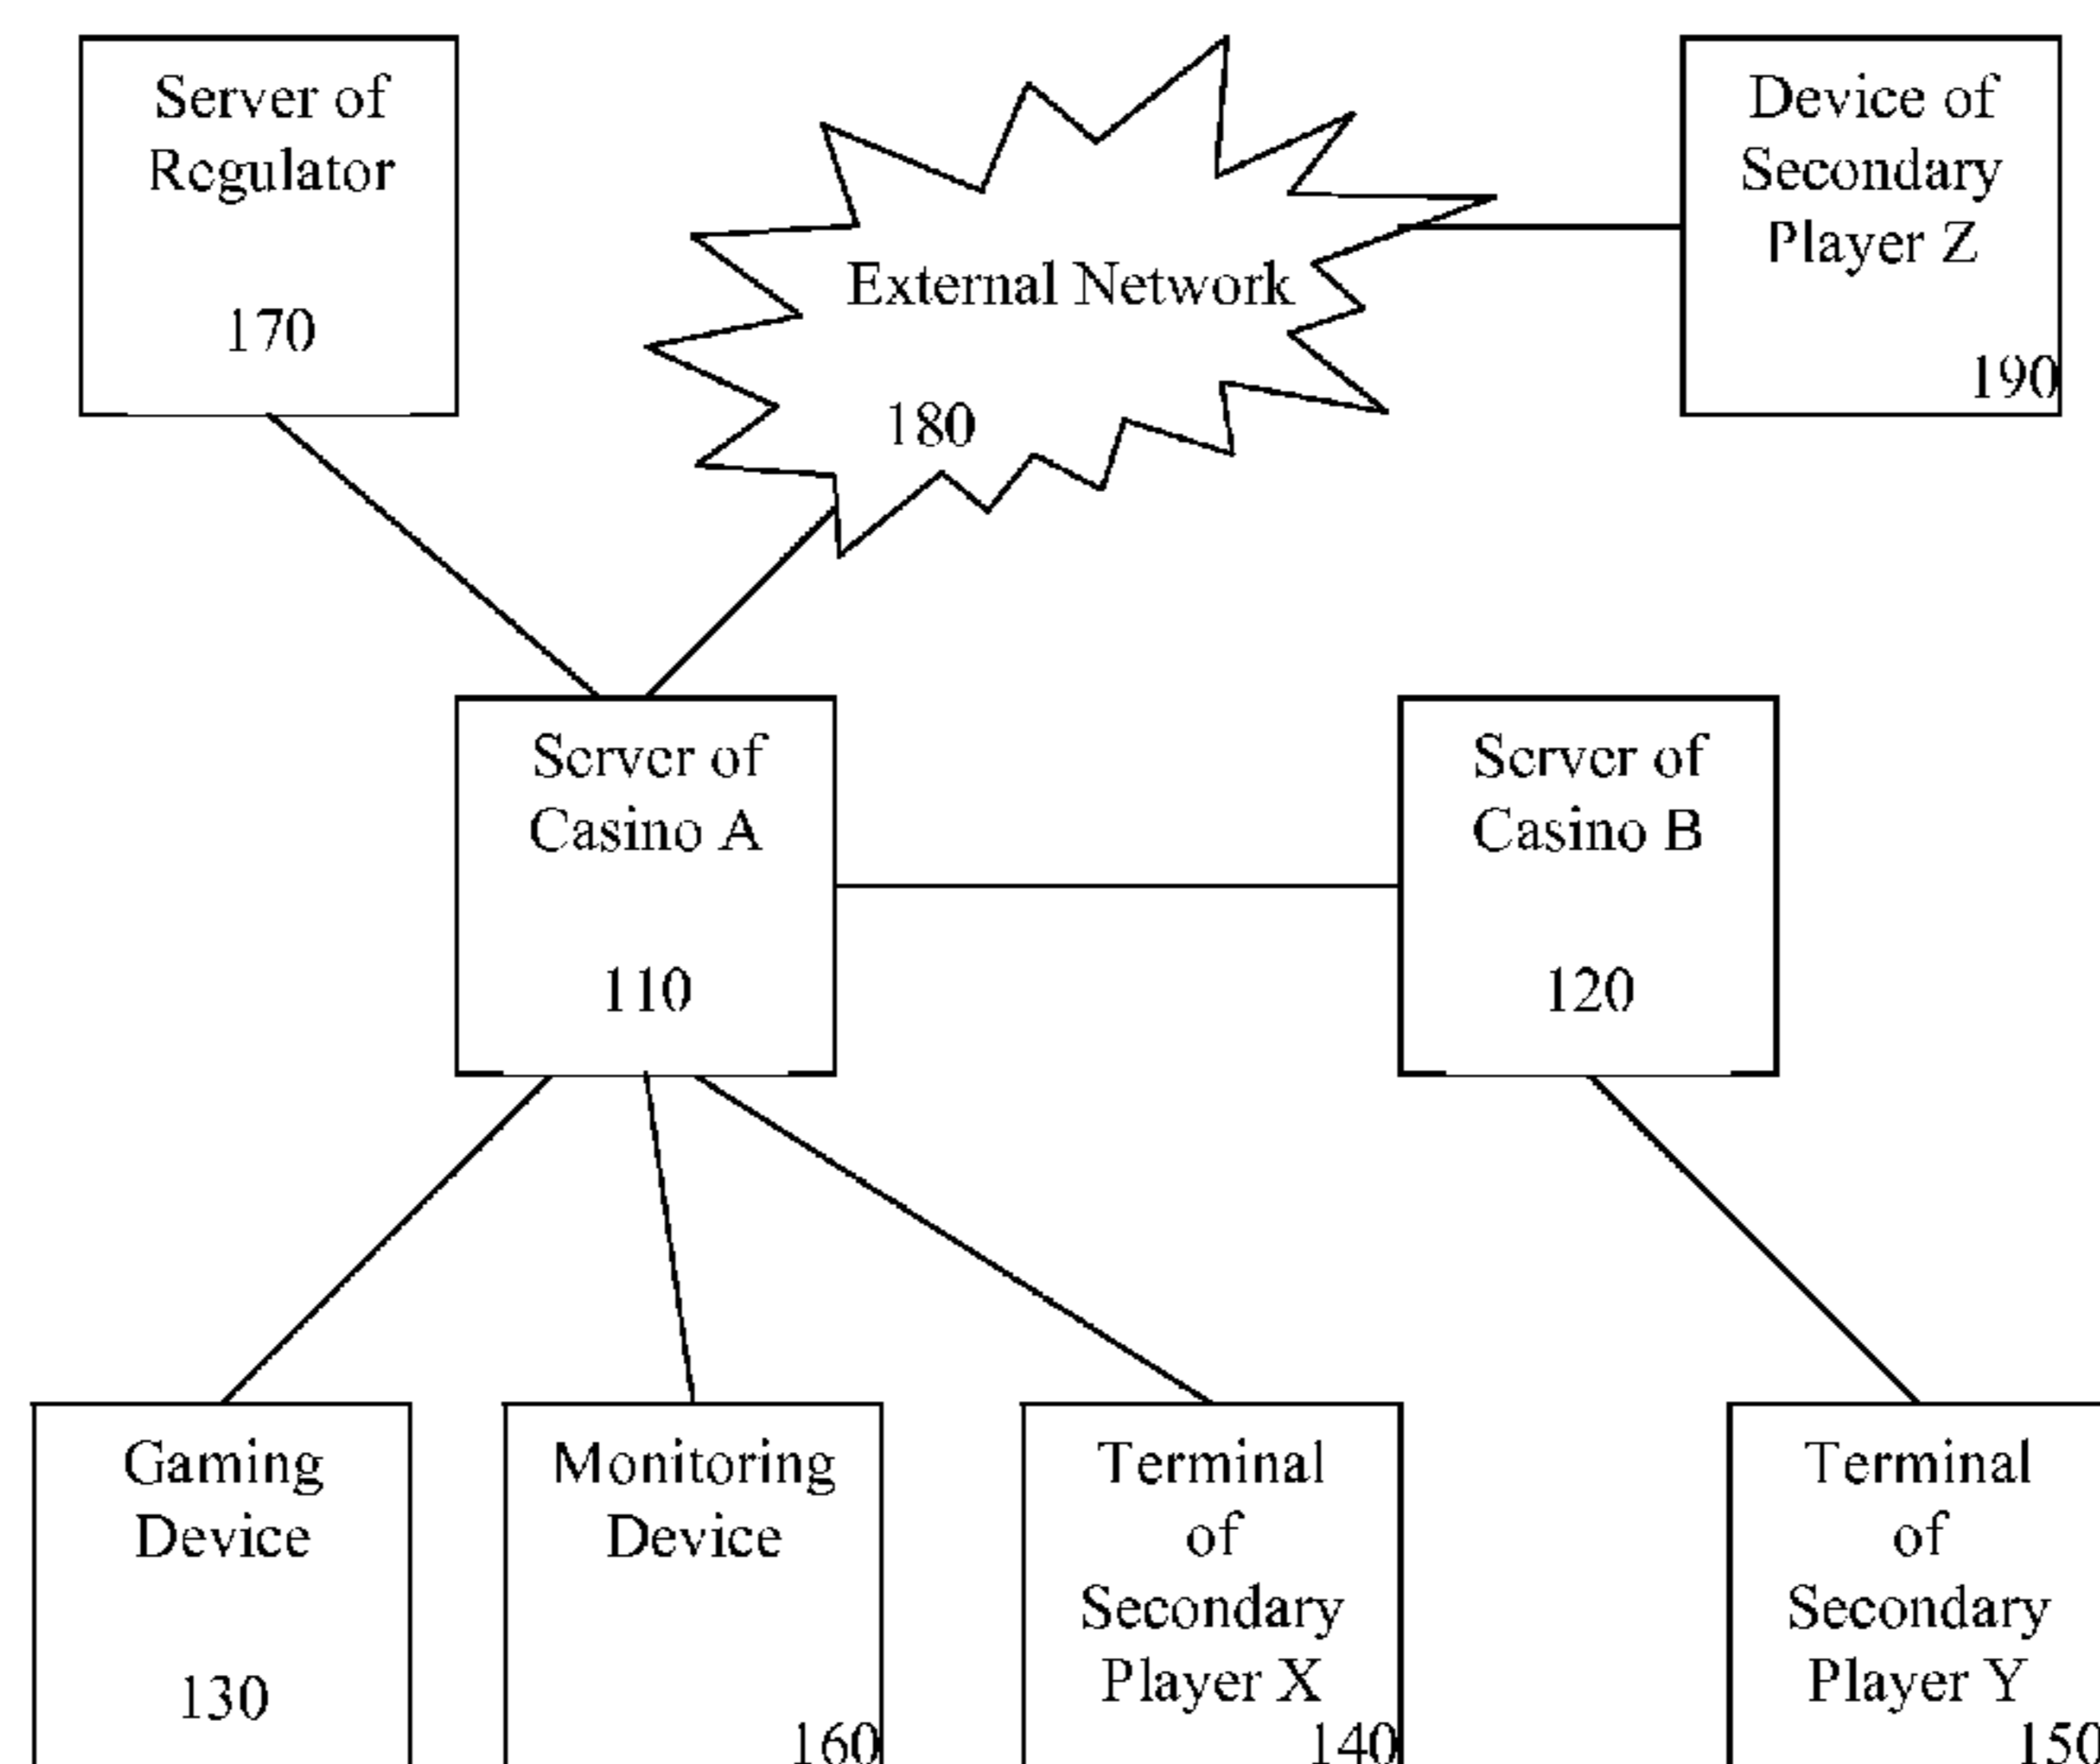 Server of
Regulator
170
External Network
180
Device of
Secondary
Player Z
190
Server of
Casino A
110
Server of
Casino B
120
Gaming
Device
130
Monitoring
Device
160
Terminal
of
Secondary
Player X
140
Terminal
of
Secondary
Player Y
150